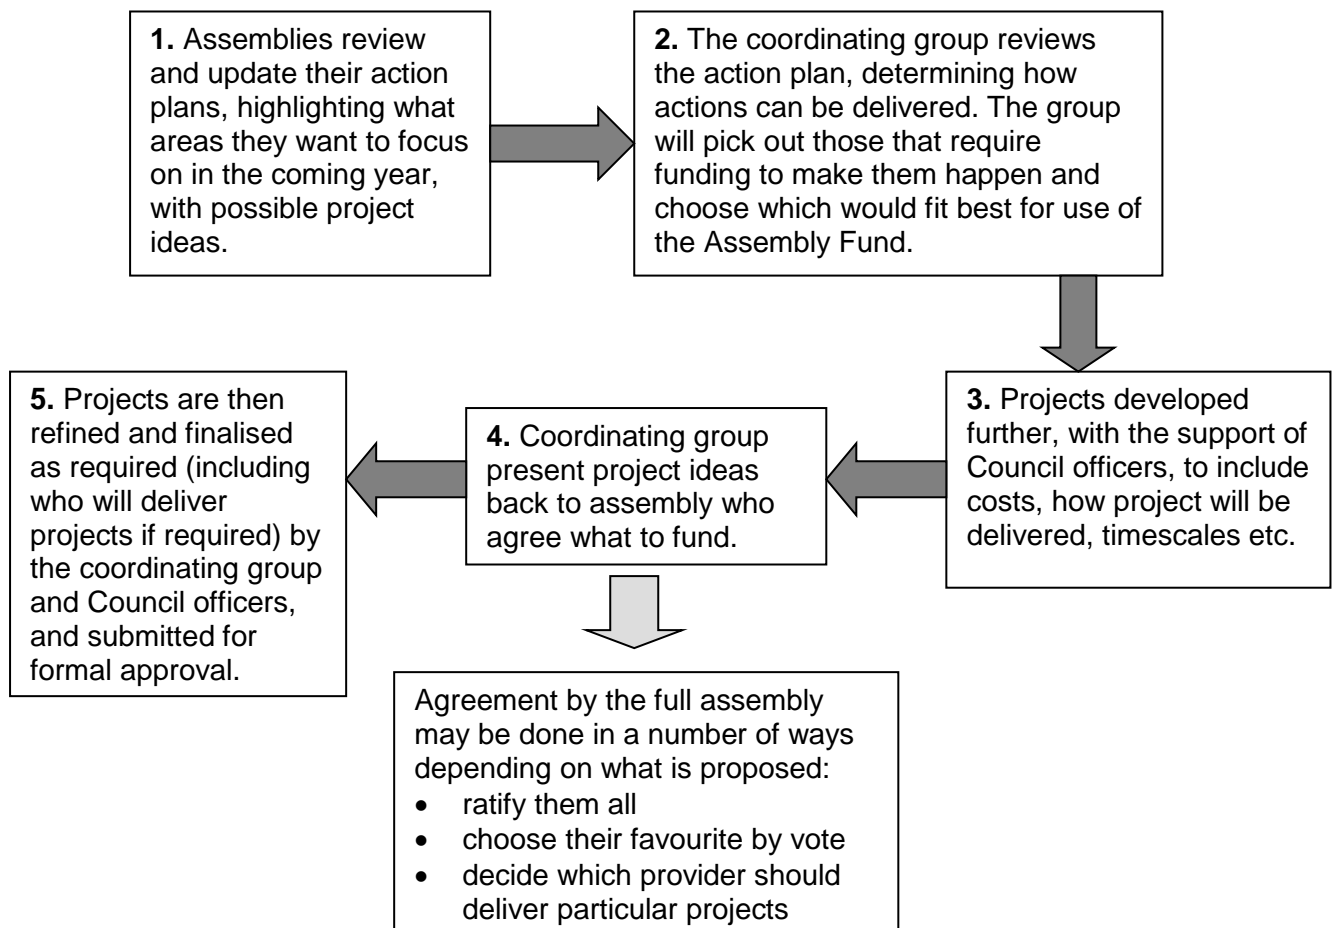 1. Assemblies review
and update their action
plans, highlighting what
areas they want to focus
on in the coming year,
with possible project
ideas.
2. The coordinating group reviews
the action plan, determining how
actions can be delivered. The group
will pick out those that require
funding to make them happen and
choose which would fit best for use of
the Assembly Fund.
3. Projects developed
further, with the support of
Council officers, to include
costs, how project will be
delivered, timescales etc.
4. Coordinating group
present project ideas
back to assembly who
agree what to fund.
5. Projects are then
refined and finalised
as required (including
who will deliver
projects if required) by
the coordinating group
and Council officers,
and submitted for
formal approval.
Agreement by the full assembly
may be done in a number of ways
depending on what is proposed:
• ratify them all
• choose their favourite by vote
• decide which provider should
deliver particular projects